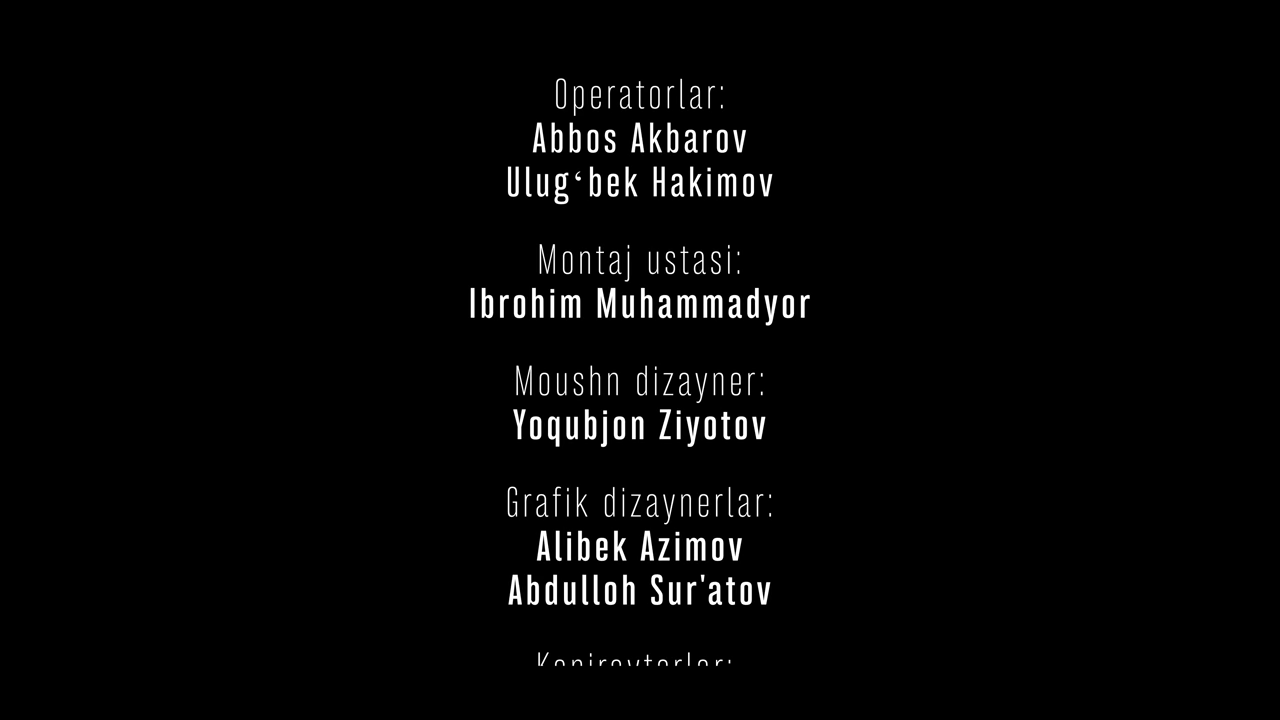 Operatorlar:
Abbos Akbarov
Ulug‘bek Hakimov
Montaj ustasi:
Ibrohim Muhammadyor
Moushn dizayner:
Yoqubjon Ziyotov
Grafik dizaynerlar:
Alibek Azimov
Abdulloh Sur'atov